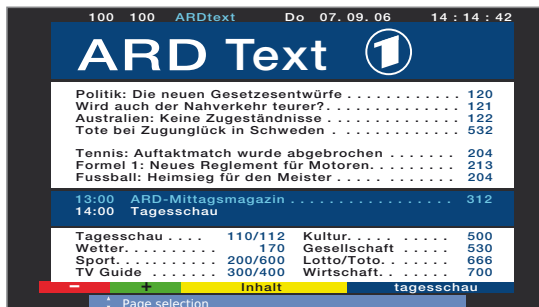 100 100 ARDtext Do 07. 09. 06 14 : 14 : 42
ARD Text 1
Politik: Die neuen Gesetzesentwürfe . . . . . . . . . . . . 120
Wird auch der Nahverkehr teurer?. . . . . . . . . . . . . . 121
Australien: Keine Zugeständnisse . . . . . . . . . . . . . 122
Tote bei Zugunglück in Schweden . . . . . . . . . . . . . 532
Tennis: Auftaktmatch wurde abgebrochen . . . . . . . 204
Formel 1: Neues Reglement für Motoren. . . . . . . . . 213
Fussball: Heimsieg für den Meister . . . . . . . . . . . . 204
13:00 ARD-Mittagsmagazin . . . . . . . . . . . . . . . . . 312
14:00 Tagesschau
Tagesschau . . . . 110/112 Kultur. . . . . . . . . 500
Wetter. . . . . . . . . . 170 Gesellschaft . . . . . 530
Sport. . . . . . . . . 200/600 Lotto/Toto. . . . . . 666
TV Guide . . . . . . . 300/400 Wirtschaft. . . . . . 700
− + Inhalt tagesschau
Page selection